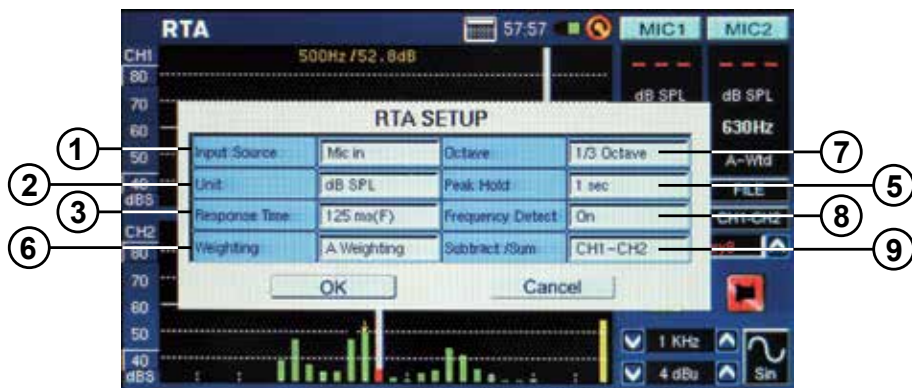 RTA 57:57 MIC1 MIC2
CH1 500Hz/52.8dB
80
70 dB SPL dB SPL
RTA SETUP
60 630Hz
1 Input Source Mic in Octave 1/3 Octave 7
50 A-Wtd
2 Unit dB SPL Peak Hold 1 sec 5
40 FILE
dBS
3 Response Time 125 ms(F) Frequency Detect On 8
CH1-CH2
CH2
6 Weighting A Weighting Subtract /Sum CH1-CH2 9
80
70 OK Cancel
60
50 1 KHz
40
dBS 4 dBu Sin